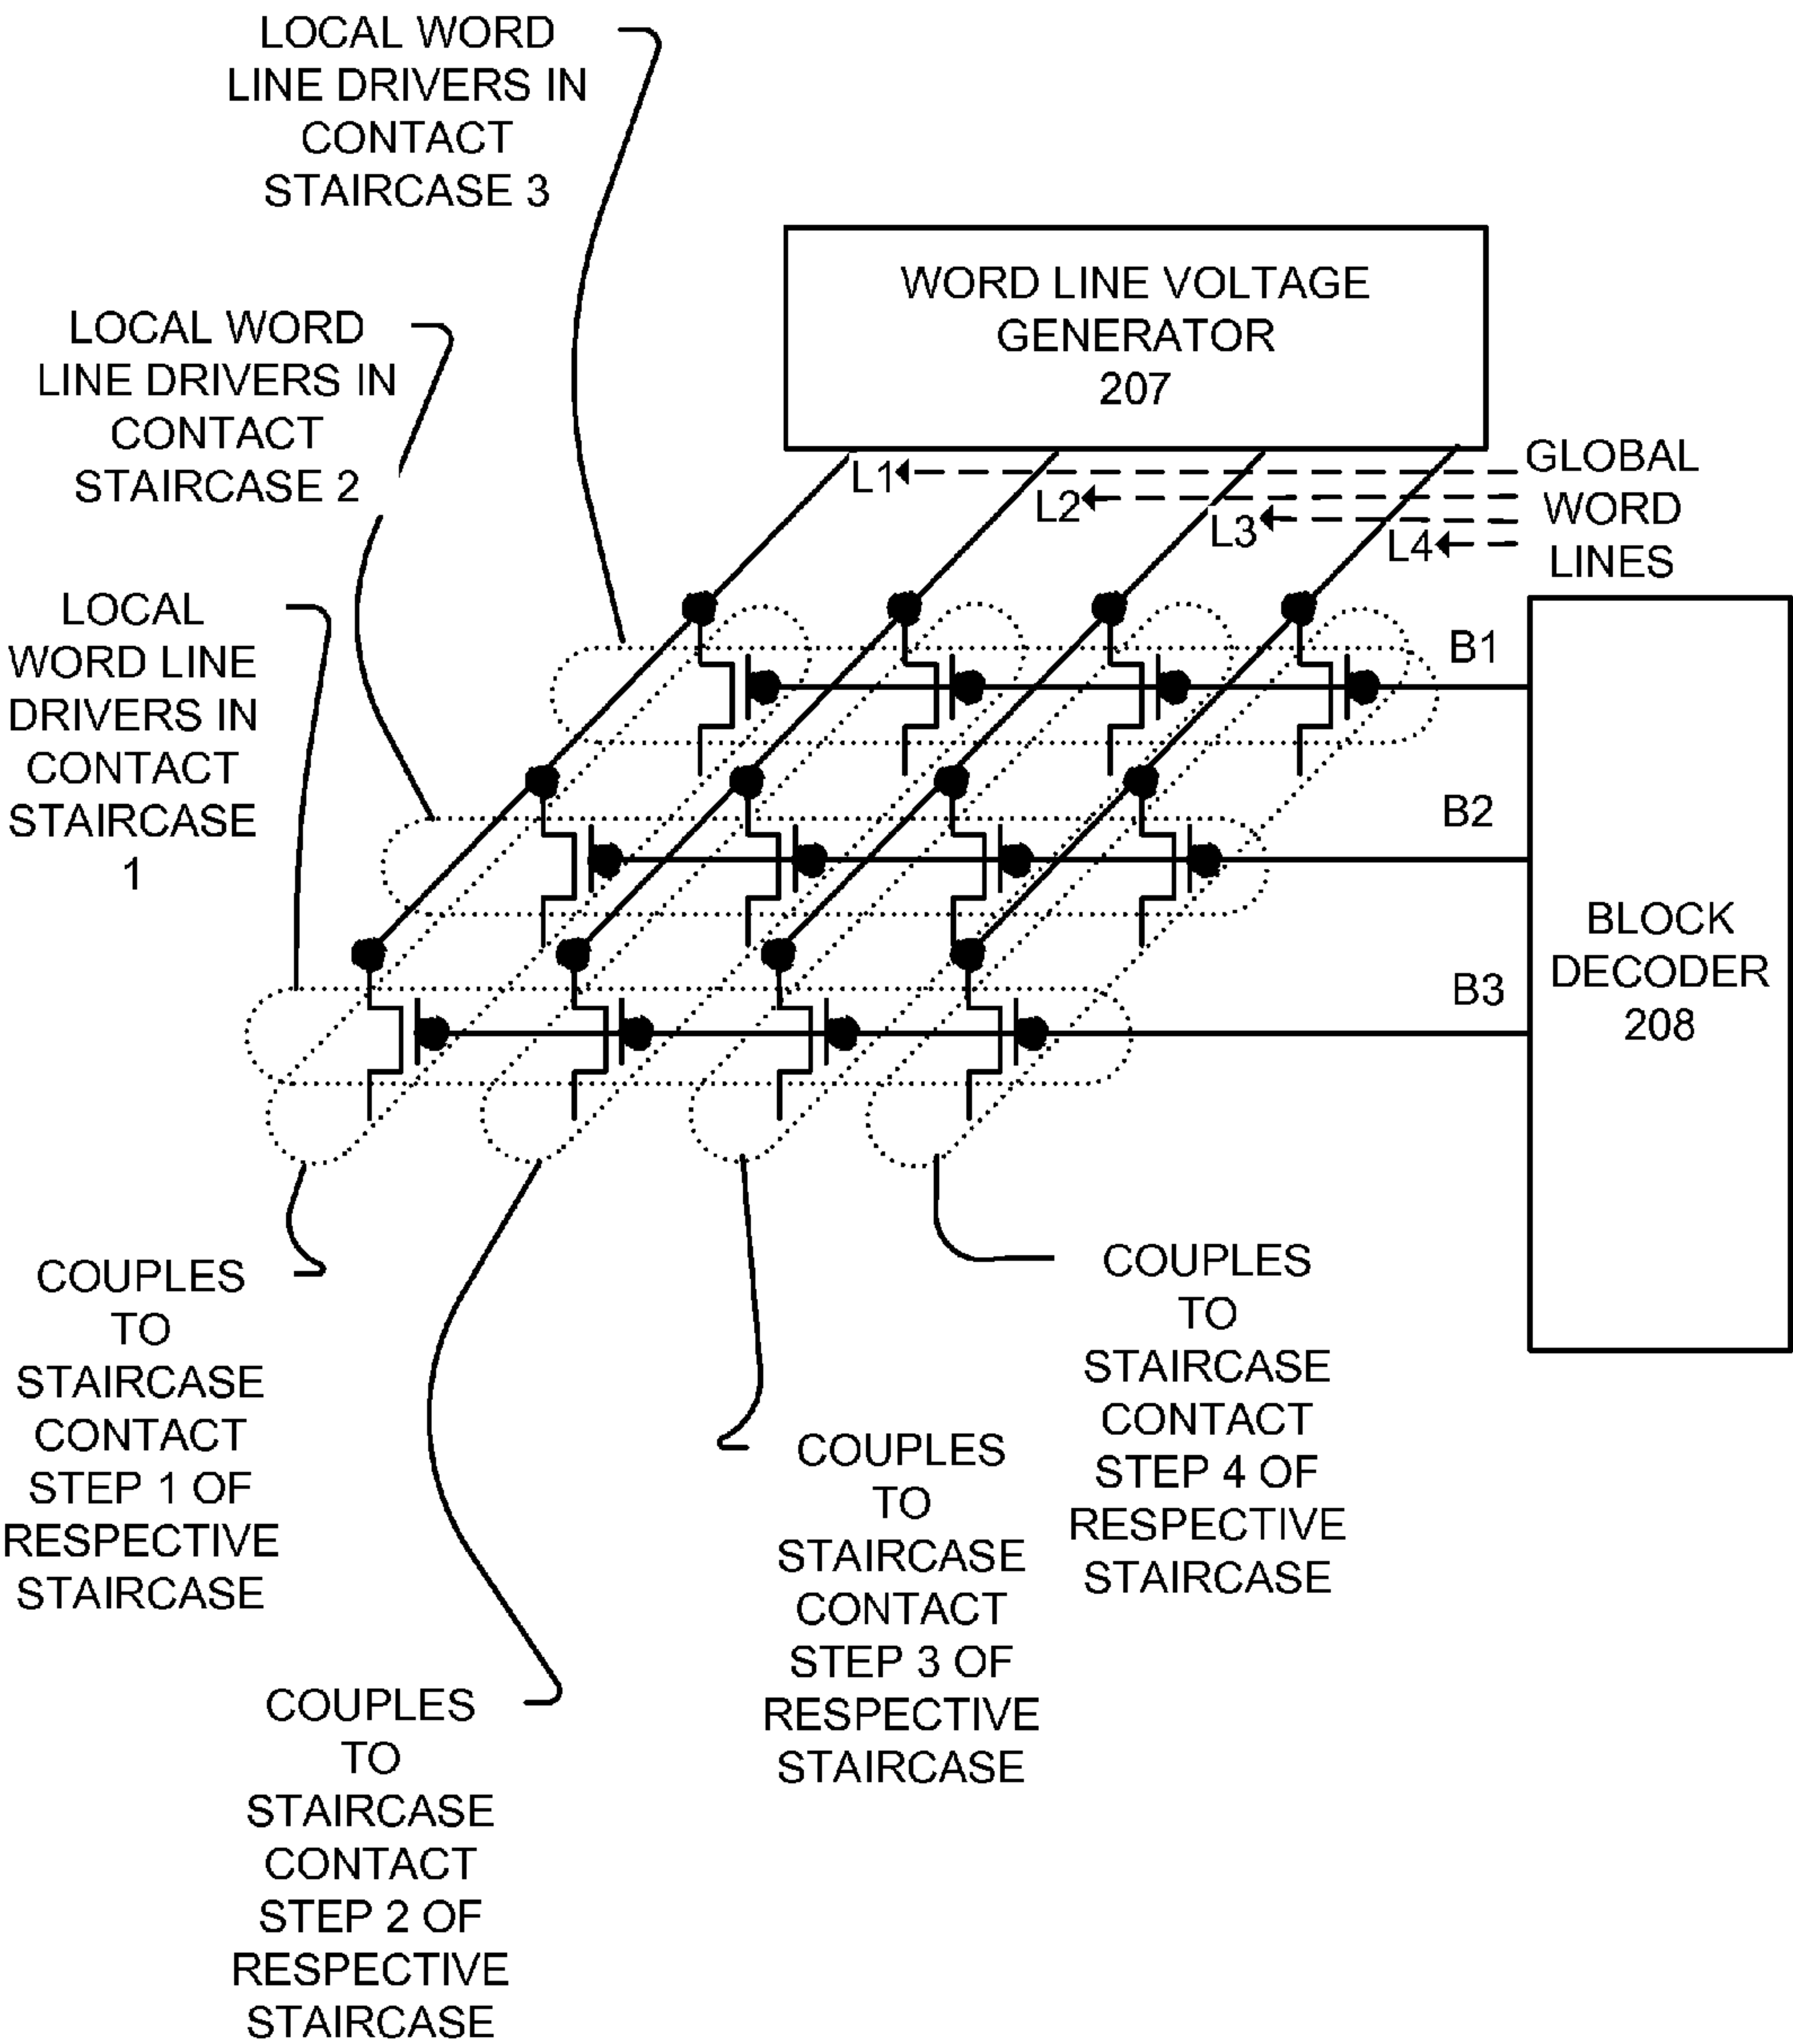 LOCAL WORD
LINE DRIVERS IN
CONTACT
STAIRCASE 3
WORD LINE VOLTAGE
GENERATOR
207
LOCAL WORD
LINE DRIVERS IN
CONTACT
STAIRCASE 2
L1
L2
L3
L4
GLOBAL
WORD
LINES
LOCAL
WORD LINE
DRIVERS IN
CONTACT
STAIRCASE
1
B1
B2
B3
BLOCK
DECODER
208
COUPLES
TO
STAIRCASE
CONTACT
STEP 1 OF
RESPECTIVE
STAIRCASE
COUPLES
TO
STAIRCASE
CONTACT
STEP 2 OF
RESPECTIVE
STAIRCASE
COUPLES
TO
STAIRCASE
CONTACT
STEP 3 OF
RESPECTIVE
STAIRCASE
COUPLES
TO
STAIRCASE
CONTACT
STEP 4 OF
RESPECTIVE
STAIRCASE